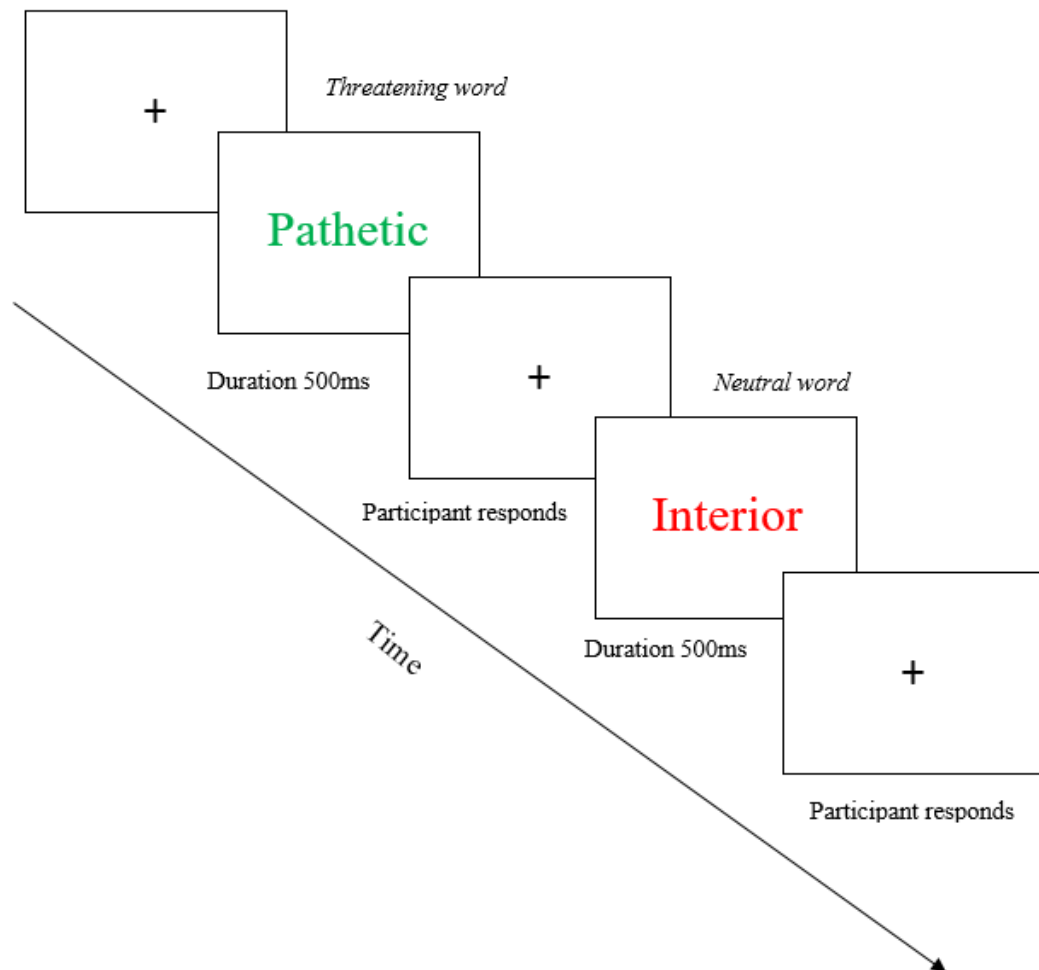 +
Threatening word
Pathetic
Duration 500ms
+
Neutral word
Participant responds
Interior
Time
Duration 500ms
+
Participant responds